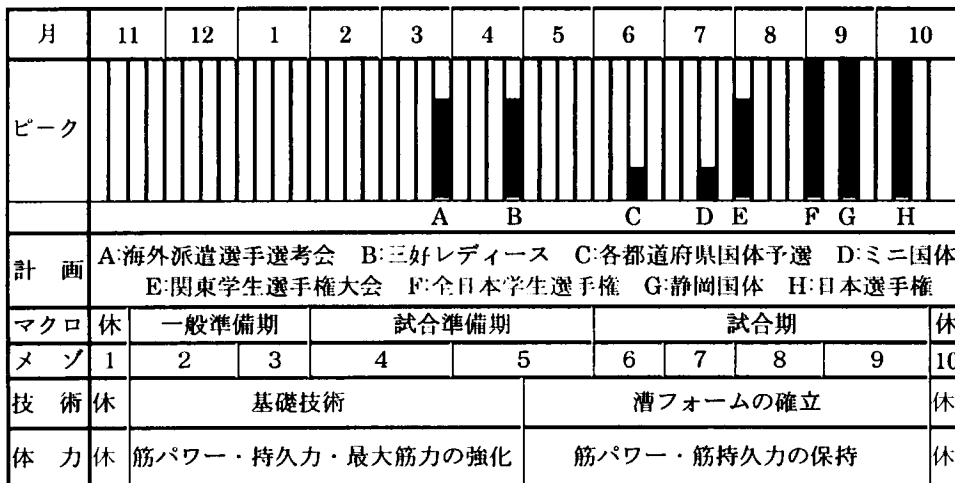 月 11 12 1 2 3 4 5 6 7 8 9 10
ピーク
A B C D E F G H
計画 A:海外派遣選手選考会 B:三好レディース C:各都道府県国体予選 D:ミニ国体
E:関東学生選手権大会 F:全日本学生選手権 G:静岡国体 H:日本選手権
マクロ 休 一般準備期 試合準備期 試合期 休
メゾ 1 2 3 4 5 6 7 8 9 10
技術 休 基礎技術 漕フォームの確立 休
体力 休 筋パワー・持久力・最大筋力の強化 筋パワー・筋持久力の保持 休